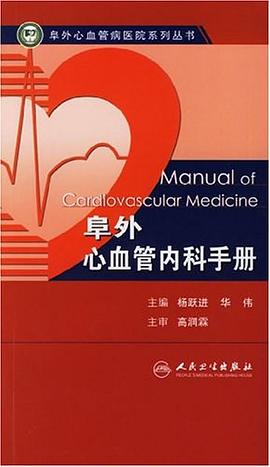 阜外心血管病医院系列丛书
Manual of
Cardiovascular Medicine
阜外
心血管内科手册
主编 杨跃进 华伟
主审 高润霖
人民卫生出版社
PEOPLE'S MEDICAL PUBLISHING HOUSE